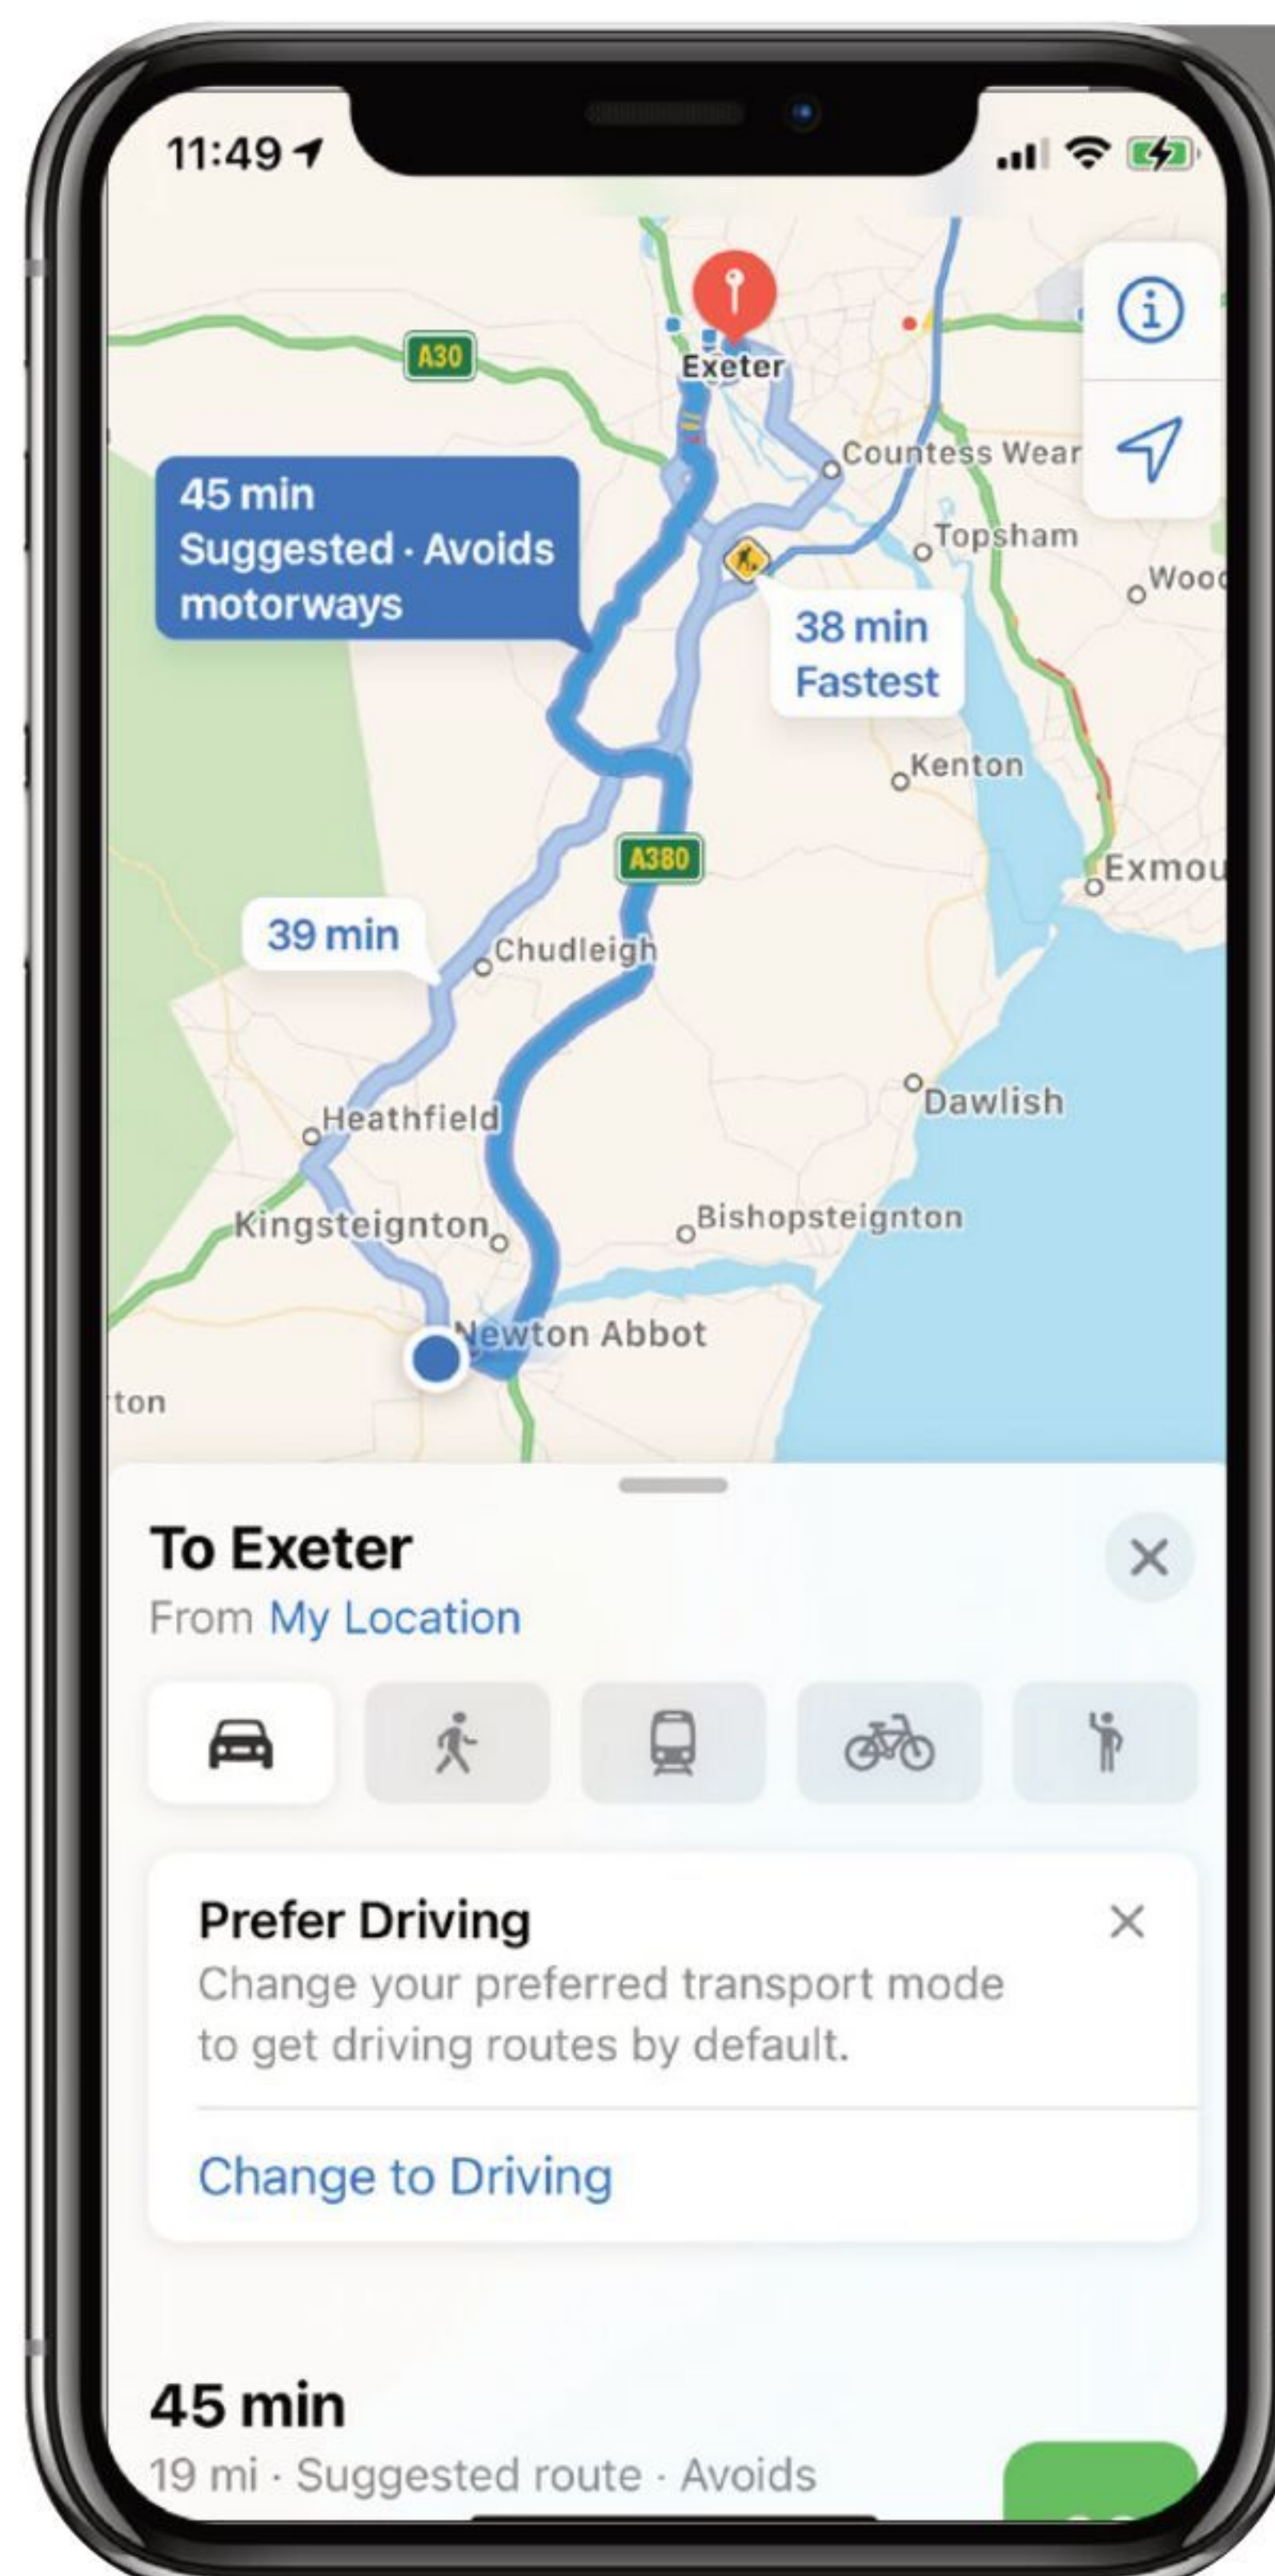 11:49
Exeter
A30
Countess Wear
45 min
Suggested · Avoids
motorways
Topsham
38 min
Fastest
Kenton
A380
39 min
Chudleigh
Dawlish
Heathfield
Kingsteignton
Bishopsteignton
Newton Abbot
ton
Exmou
Wood
To Exeter
From My Location
Prefer Driving
Change your preferred transport mode
to get driving routes by default.
Change to Driving
45 min
19 mi · Suggested route · Avoids